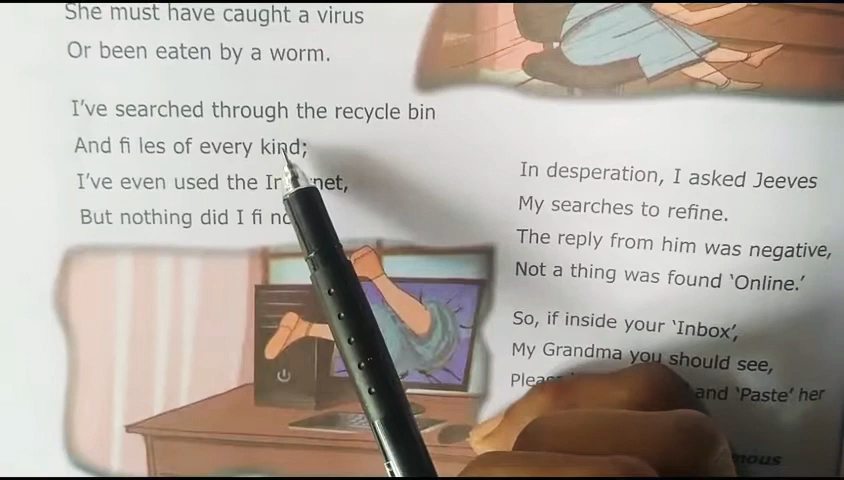 She must have caught a virus
Or been eaten by a worm.
I've searched through the recycle bin
And fi les of every kind;
I've even used the
But nothing did I fi
In desperation, I asked Jeeves
My searches to refine.
The reply from him was negative,
Not a thing was found 'Online.'
So, if inside your 'Inbox',
My Grandma you should see,
and 'Paste' her